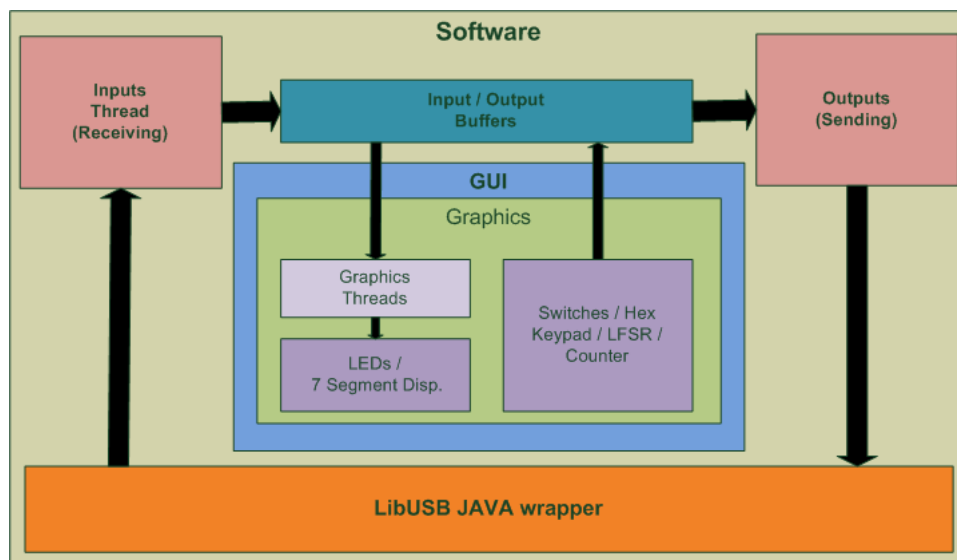 Software
Inputs
Thread
(Receiving)
Input / Output
Buffers
Outputs
(Sending)
GUI
Graphics
Graphics
Threads
LEDs /
7 Segment Disp.
Switches / Hex
Keypad / LFSR /
Counter
LibUSB JAVA wrapper